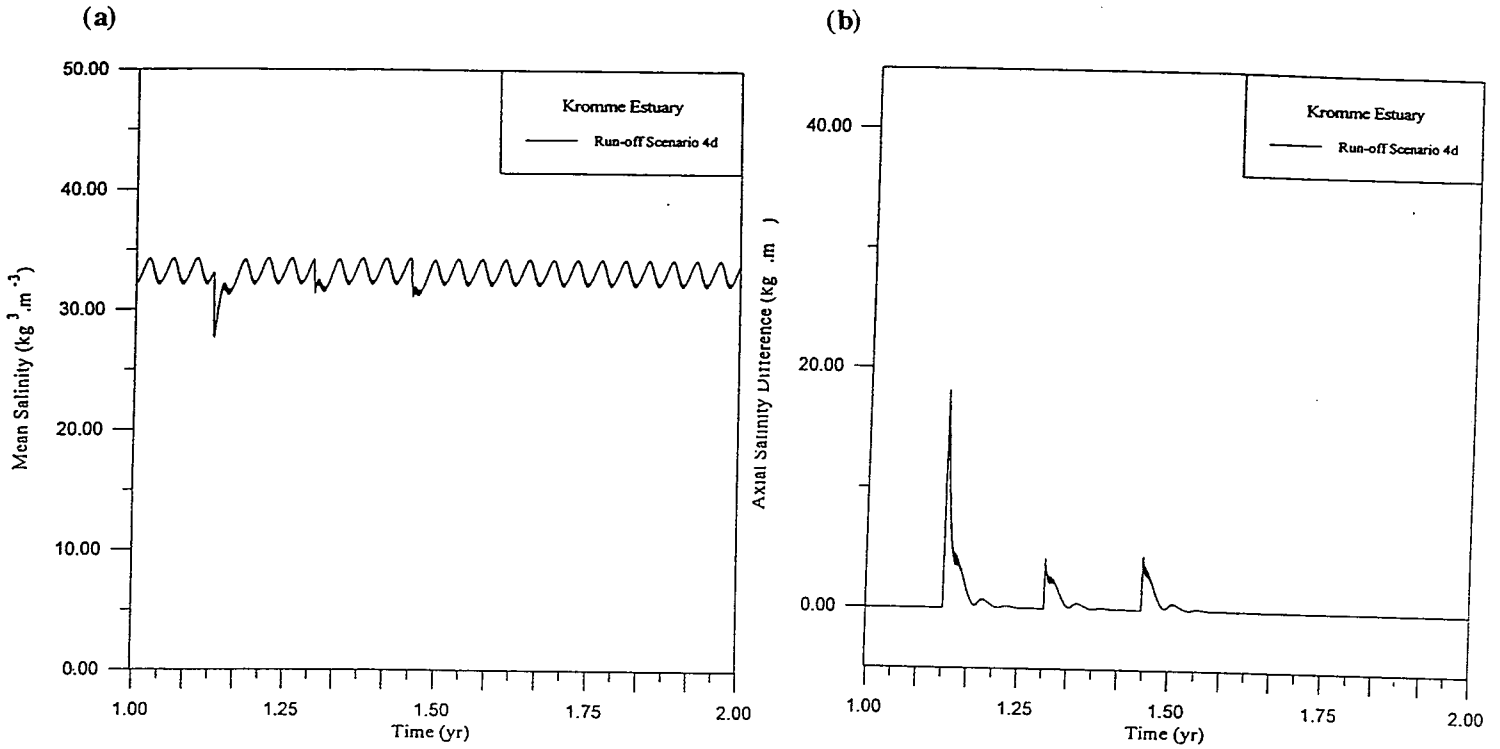 (a)
50.00
40.00
30.00
20.00
10.00
0.00
Mean Salinity (kg³.m⁻³)
Kromme Estuary
Run-off Scenario 4d
1.00
1.25
1.50
1.75
2.00
Time (yr)
(b)
40.00
20.00
0.00
Axial Salinity Difference (kg .m )
Kromme Estuary
Run-off Scenario 4d
1.00
1.25
1.50
1.75
2.00
Time (yr)